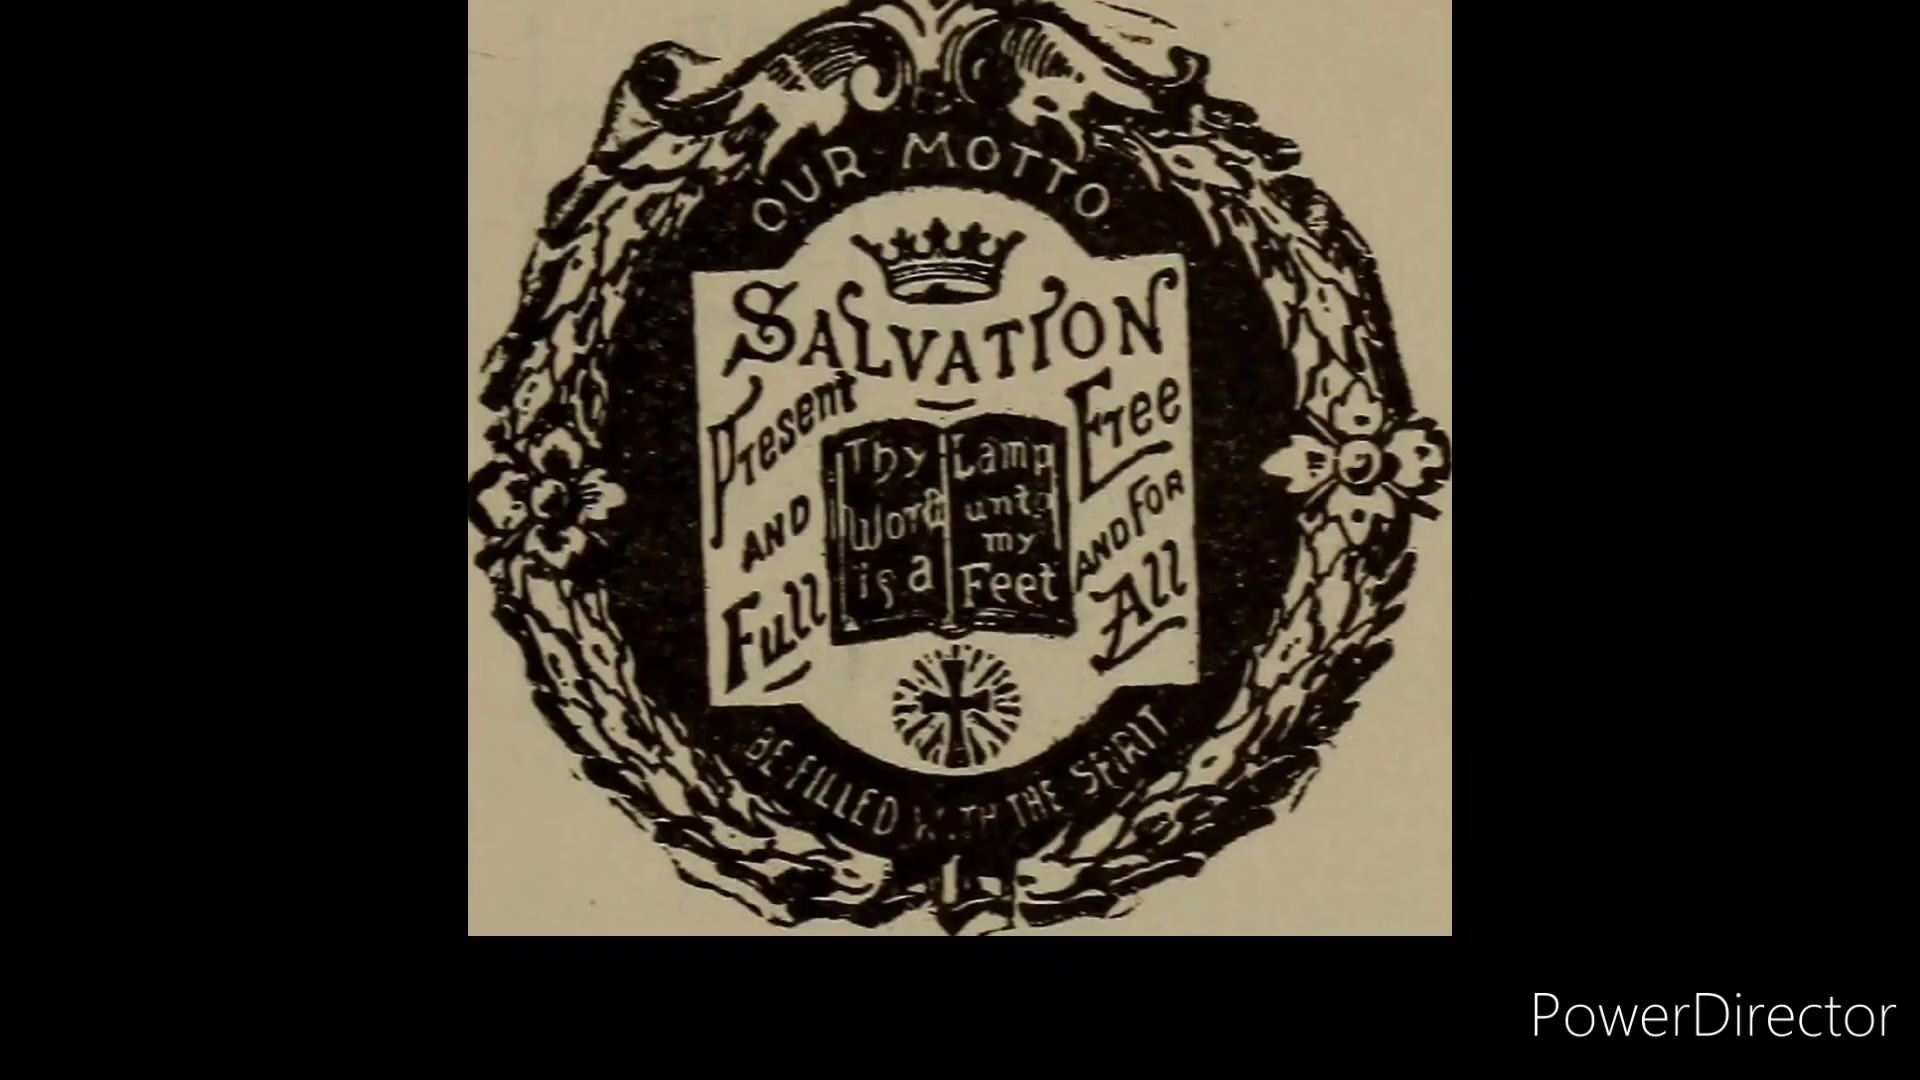 OUR MOTTO
SALVATION
Present
AND
Full
Thy
Word
is a
Lamp
unto
my
Feet
Free
AND FOR
All
BE FILLED WITH THE SPIRIT
PowerDirector